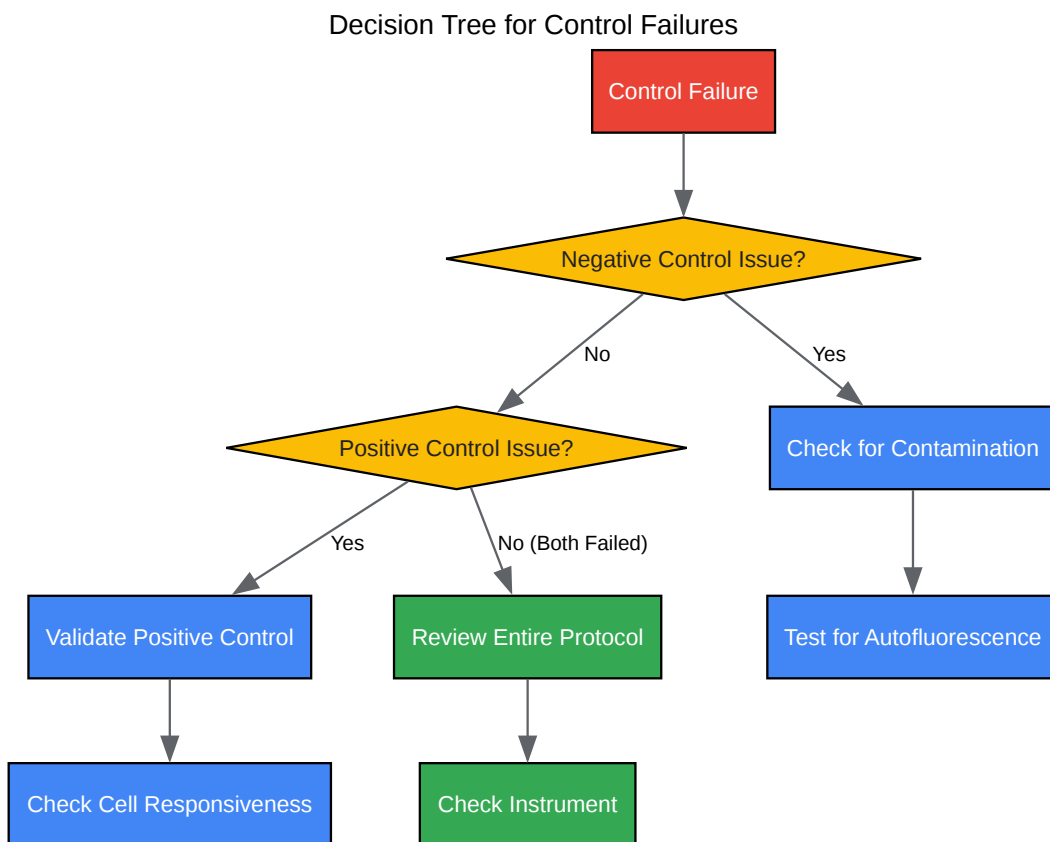 Decision Tree for Control Failures
Control Failure
Negative Control Issue?
No
Yes
Positive Control Issue?
Check for Contamination
Yes
No (Both Failed)
Validate Positive Control
Review Entire Protocol
Test for Autofluorescence
Check Cell Responsiveness
Check Instrument